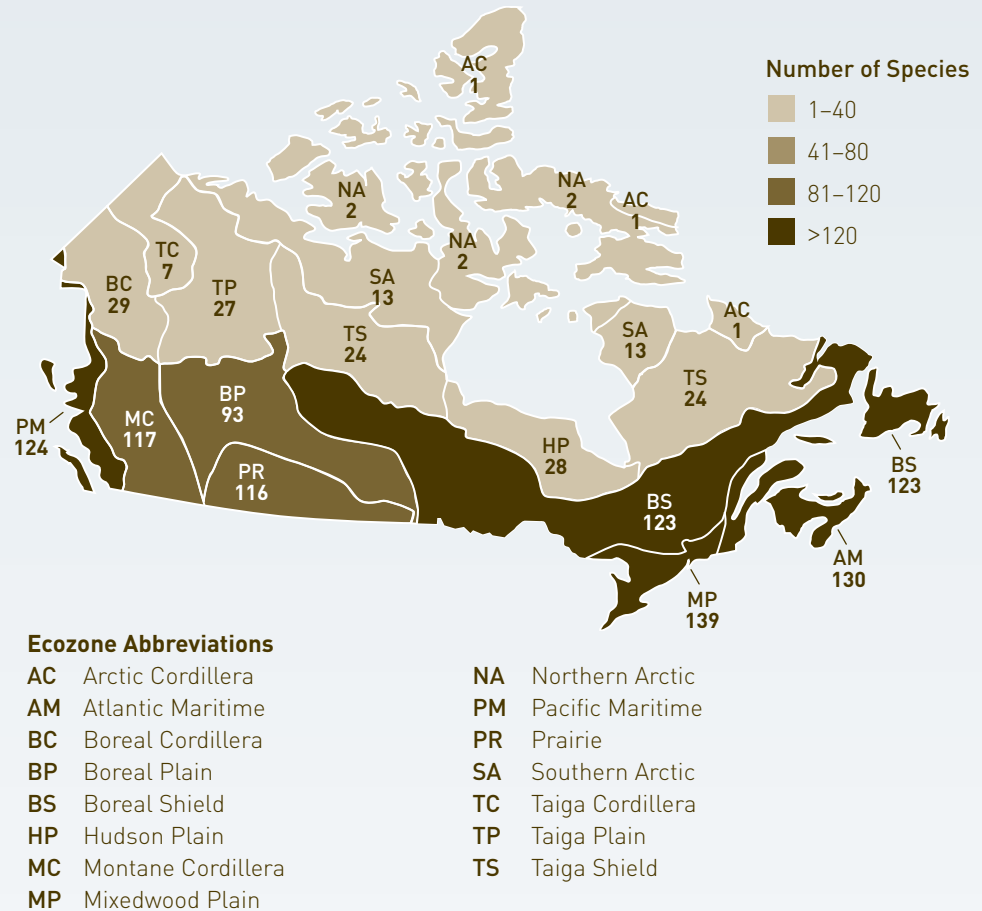 AC
1
Number of Species
1–40
41–80
81–120
>120
NA
2
NA
2
AC
1
NA
2
TC
7
BC
29
TP
27
SA
13
TS
24
SA
13
AC
1
TS
24
PM
124
MC
117
BP
93
PR
116
HP
28
BS
123
BS
123
AM
130
MP
139
Ecozone Abbreviations
AC Arctic Cordillera
AM Atlantic Maritime
BC Boreal Cordillera
BP Boreal Plain
BS Boreal Shield
HP Hudson Plain
MC Montane Cordillera
MP Mixedwood Plain
NA Northern Arctic
PM Pacific Maritime
PR Prairie
SA Southern Arctic
TC Taiga Cordillera
TP Taiga Plain
TS Taiga Shield